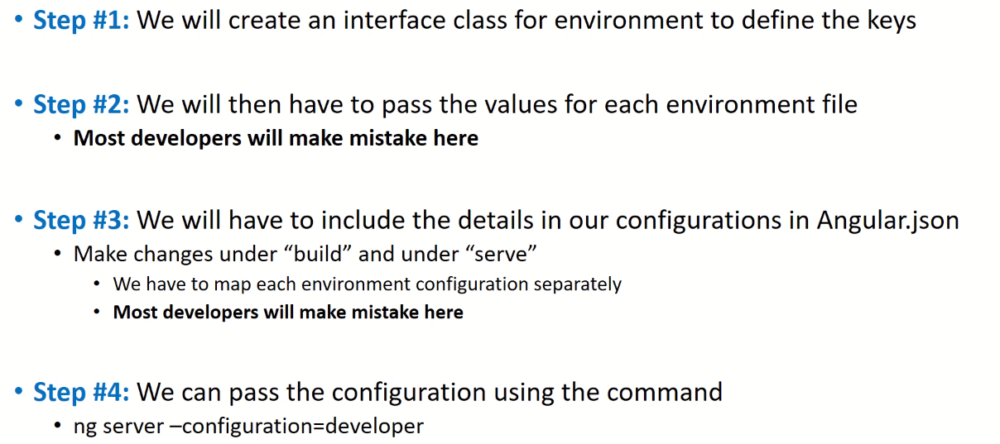 • Step #1: We will create an interface class for environment to define the keys
• Step #2: We will then have to pass the values for each environment file
• Most developers will make mistake here
• Step #3: We will have to include the details in our configurations in Angular.json
• Make changes under “build” and under “serve”
• We have to map each environment configuration separately
• Most developers will make mistake here
• Step #4: We can pass the configuration using the command
• ng server –configuration=developer